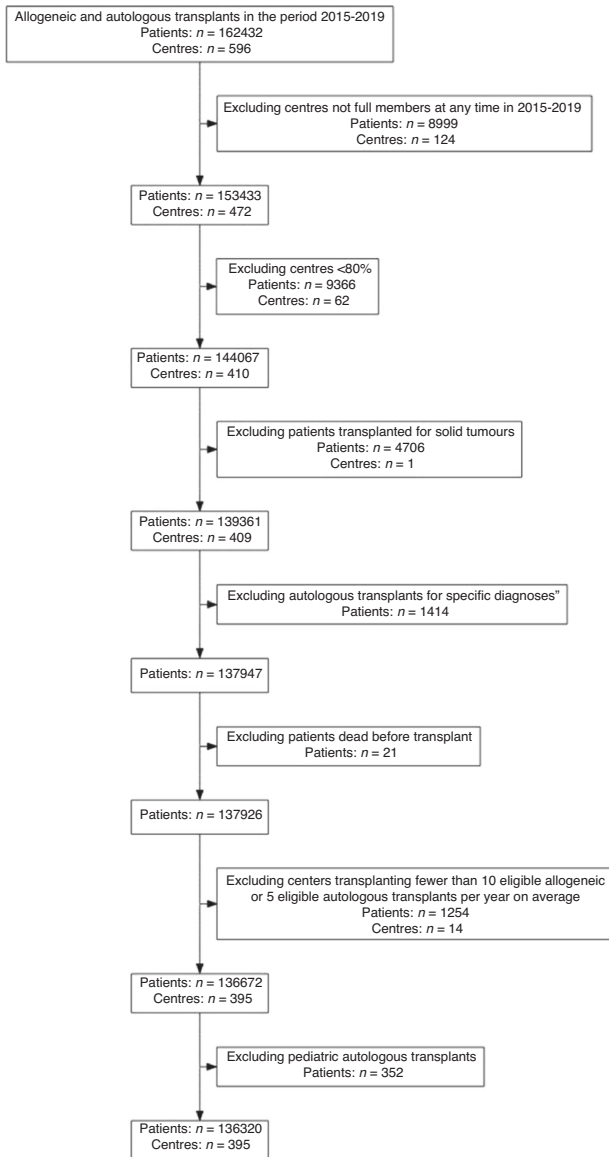 Allogeneic and autologous transplants in the period 2015-2019
Patients: n = 162432
Centres: n = 596
Excluding centres not full members at any time in 2015-2019
Patients: n = 8999
Centres: n = 124
Patients: n = 153433
Centres: n = 472
Excluding centres <80%
Patients: n = 9366
Centres: n = 62
Patients: n = 144067
Centres: n = 410
Excluding patients transplanted for solid tumours
Patients: n = 4706
Centres: n = 1
Patients: n = 139361
Centres: n = 409
Excluding autologous transplants for specific diagnoses”
Patients: n = 1414
Patients: n = 137947
Excluding patients dead before transplant
Patients: n = 21
Patients: n = 137926
Excluding centers transplanting fewer than 10 eligible allogeneic
or 5 eligible autologous transplants per year on average
Patients: n = 1254
Centres: n = 14
Patients: n = 136672
Centres: n = 395
Excluding pediatric autologous transplants
Patients: n = 352
Patients: n = 136320
Centres: n = 395